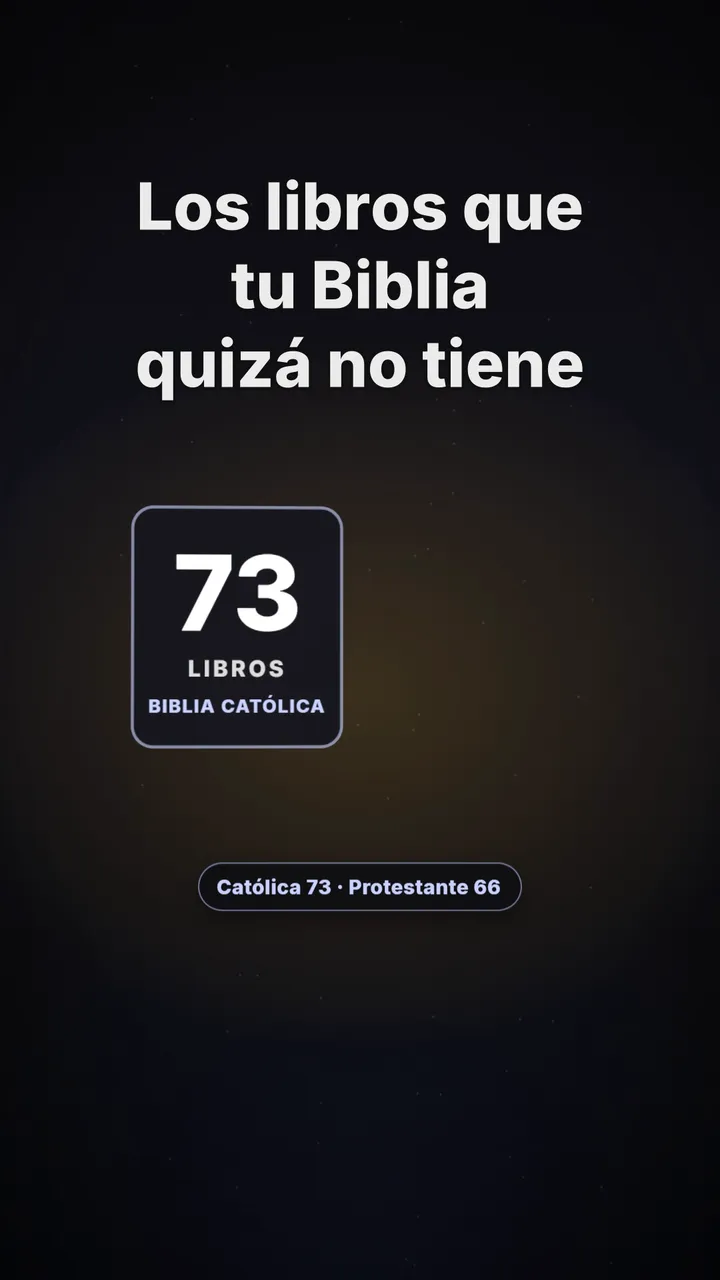 Los libros que
tu Biblia
quizá no tiene
73
LIBROS
BIBLIA CATÓLICA
Católica 73 · Protestante 66